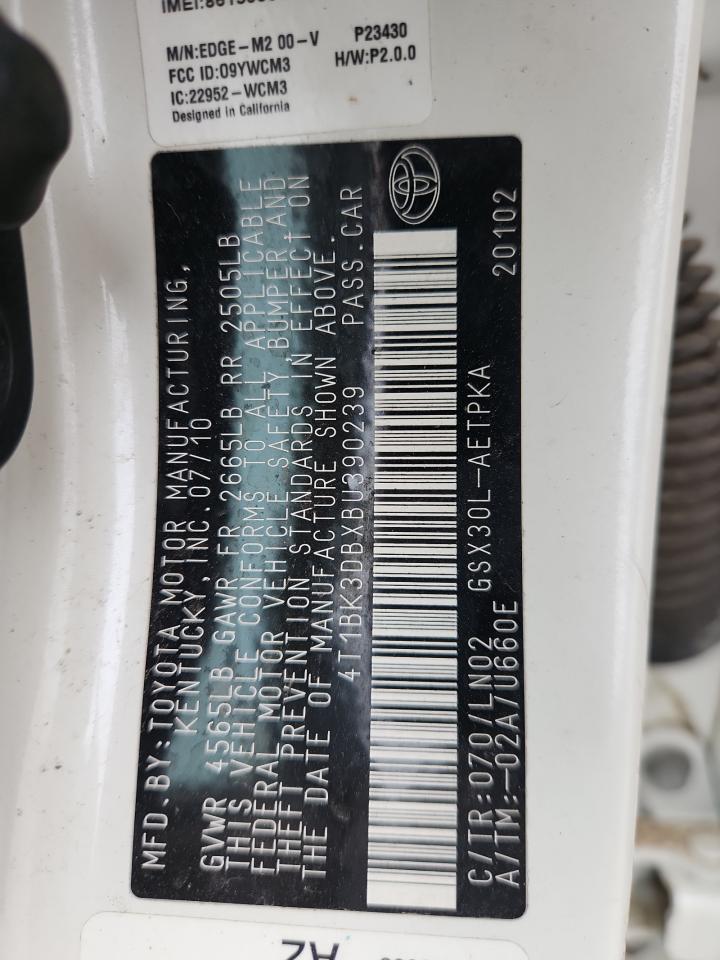 M/N:EDGE-M2 00-V P23430
FCC ID:O9YWCM3 H/W:P2.0.0
IC:22952-WCM3
Designed in California
MFD.BY:TOYOTA MOTOR MANUFACTURING,
KENTUCKY,INC.07/10
GVWR 4565LB GAWR FR 2665LB RR 2505LB
THIS VEHICLE CONFORMS TO ALL APPLICABLE
FEDERAL MOTOR VEHICLE SAFETY,BUMPER,AND
THEFT PREVENTION STANDARDS IN EFFECT ON
THE DATE OF MANUFACTURE SHOWN ABOVE.
4T1BK3DBXBU390239 PASS.CAR
C/TR:070/LN02 GSX30L-AETPKA
A/TM:-02A/U660E 20102
A2